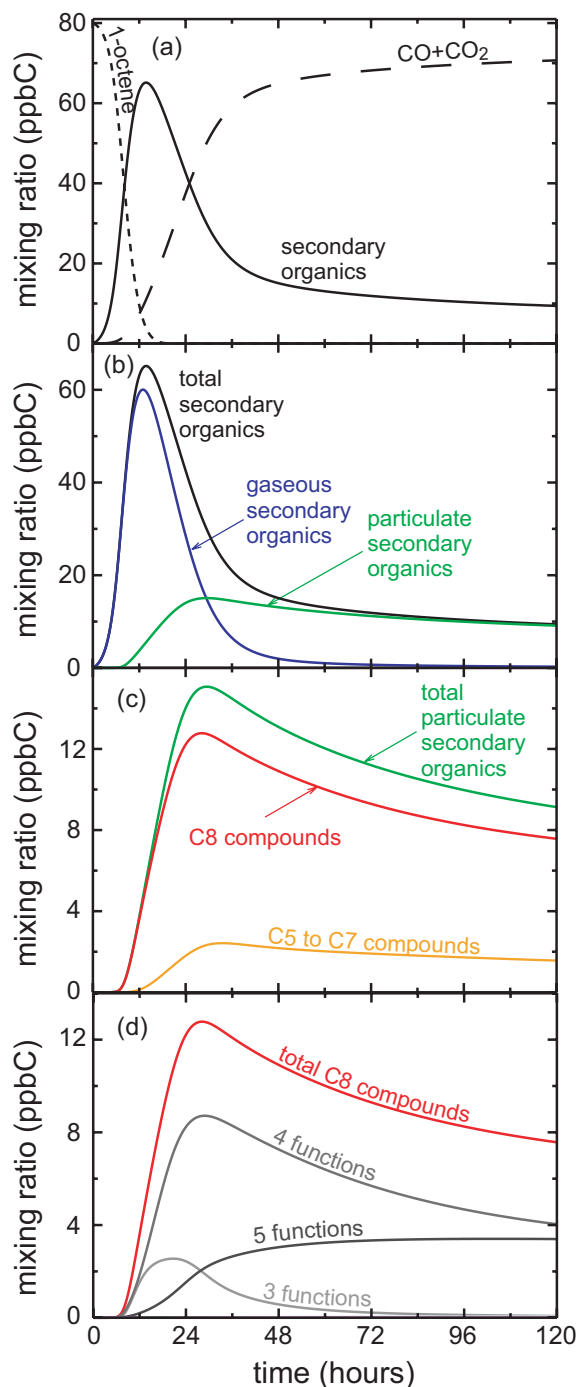 80
(a)
CO+CO2
1-octene
60
40
20
0
secondary
organics
mixing ratio (ppbC)
(b)
total
secondary
organics
gaseous
secondary
organics
particulate
secondary
organics
60
40
20
0
mixing ratio (ppbC)
(c)
total
particulate
secondary
organics
C8 compounds
C5 to C7 compounds
12
8
4
0
mixing ratio (ppbC)
(d)
total C8 compounds
4 functions
5 functions
3 functions
12
8
4
0
mixing ratio (ppbC)
0 24 48 72 96 120
time (hours)